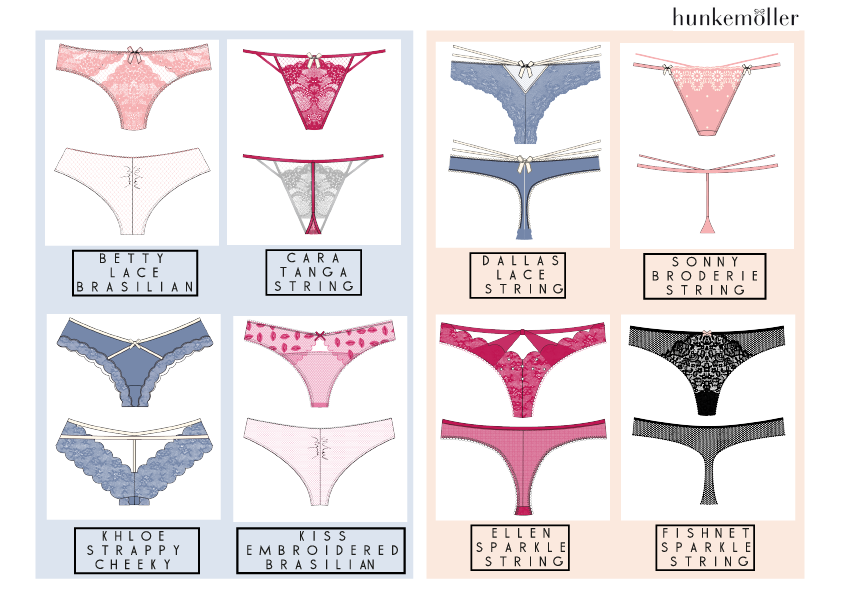 hunkemöller
BETTY
LACE
BRASILIAN
CARA
TANGA
STRING
DALLAS
LACE
STRING
SONNY
BRODERIE
STRING
KHLOE
STRAPPY
CHEEKY
KISS
EMBROIDERED
BRASILIAN
ELLEN
SPARKLE
STRING
FISHNET
SPARKLE
STRING